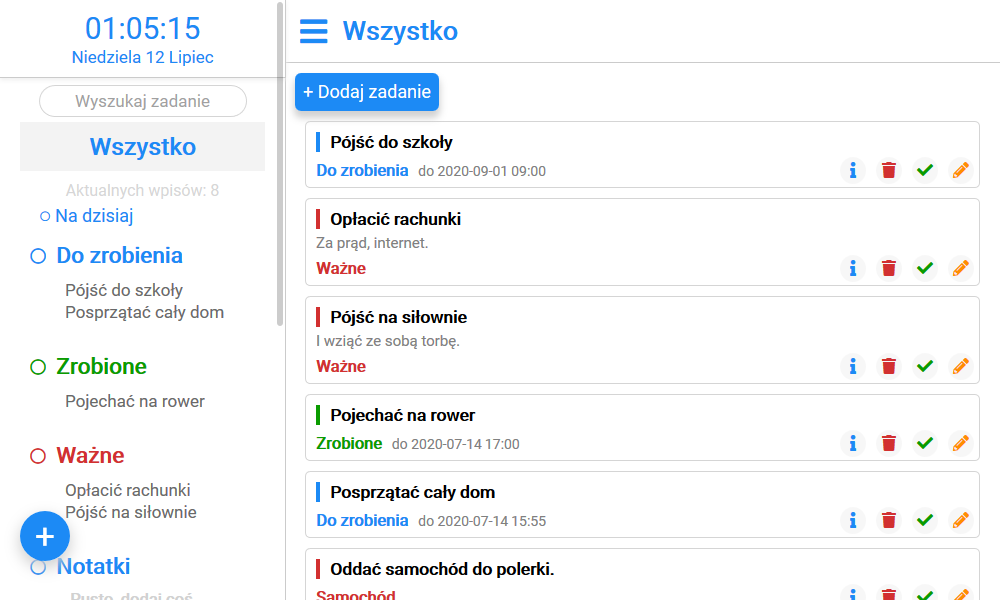 01:05:15
Niedziela 12 Lipiec
Wyszukaj zadanie
Wszystko
Aktualnych wpisów: 8
Na dzisiaj
Do zrobienia
Pójść do szkoły
Posprzątać cały dom
Zrobione
Pojechać na rower
Ważne
Opłacić rachunki
Pójść na siłownie
+
Notatki
Pusto, dodaj coś
Wszystko
+ Dodaj zadanie
Pójść do szkoły
Do zrobienia do 2020-09-01 09:00
Opłacić rachunki
Za prąd, internet.
Ważne
Pójść na siłownie
I wziąć ze sobą torbę.
Ważne
Pojechać na rower
Zrobione do 2020-07-14 17:00
Posprzątać cały dom
Do zrobienia do 2020-07-14 15:55
Oddać samochód do polerki.
Samochód